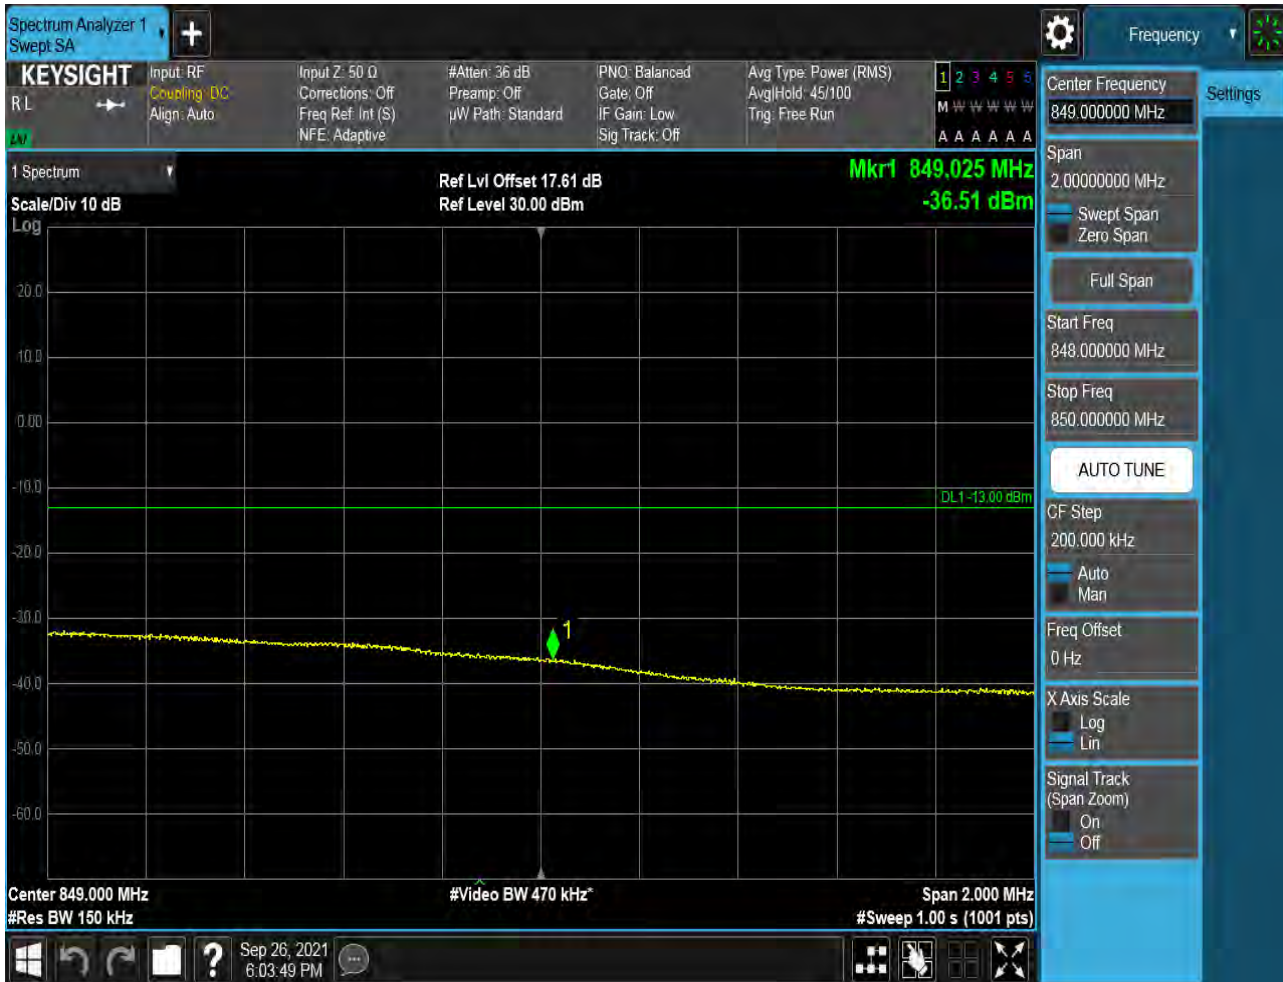 Spectrum Analyzer 1
Swept SA
Frequency
KEYSIGHT
R L
LNI
Input: RF
Coupling: DC
Align: Auto
Input Z: 50 Ω
Corrections: Off
Freq Ref: Int (S)
NFE: Adaptive
#Atten: 36 dB
Preamp: Off
µW Path: Standard
PNO: Balanced
Gate: Off
IF Gain: Low
Sig Track: Off
Avg Type: Power (RMS)
Avg|Hold: 45/100
Trig: Free Run
1 2 3 4 5 6
M W W W W W
A A A A A A
1 Spectrum
Scale/Div 10 dB
Ref Lvl Offset 17.61 dB
Ref Level 30.00 dBm
Mkr1 849.025 MHz
-36.51 dBm
Log
20.0
10.0
0.00
-10.0
-20.0
-30.0
-40.0
-50.0
-60.0
DL1 -13.00 dBm
1
Center 849.000 MHz
#Res BW 150 kHz
#Video BW 470 kHz*
Span 2.000 MHz
#Sweep 1.00 s (1001 pts)
Sep 26, 2021
6:03:49 PM
Center Frequency
849.000000 MHz
Settings
Span
2.00000000 MHz
Swept Span
Zero Span
Full Span
Start Freq
848.000000 MHz
Stop Freq
850.000000 MHz
AUTO TUNE
CF Step
200.000 kHz
Auto
Man
Freq Offset
0 Hz
X Axis Scale
Log
Lin
Signal Track
(Span Zoom)
On
Off